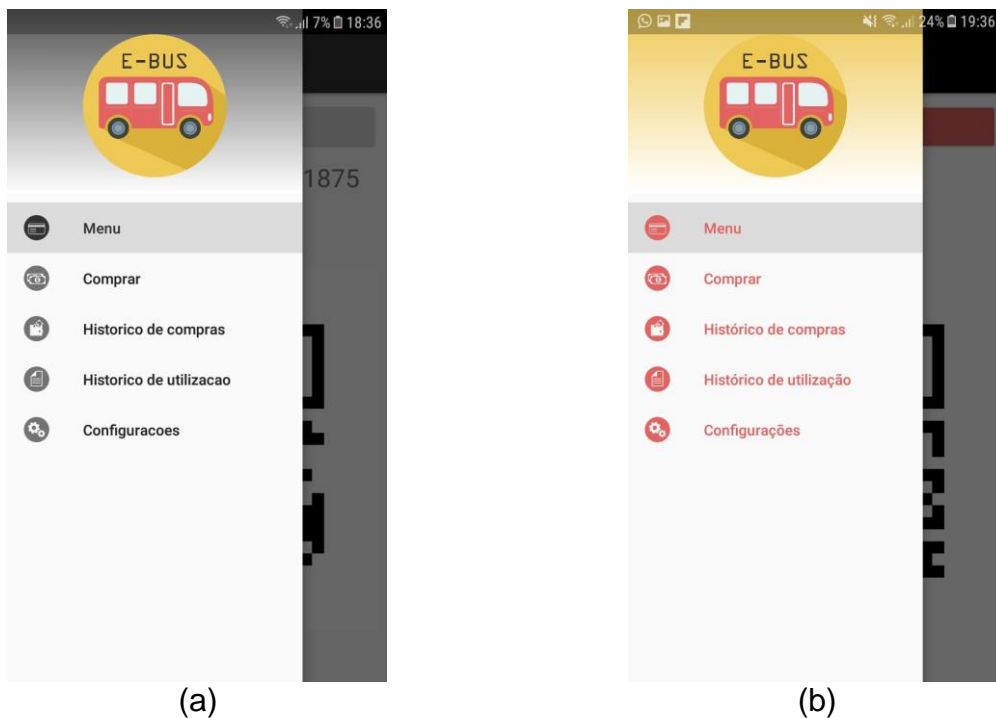 7% 18:36
E-BUS
1875
Menu
Comprar
Historico de compras
Historico de utilizacao
Configuracoes
(a)
24% 19:36
E-BUS
Menu
Comprar
Histórico de compras
Histórico de utilização
Configurações
(b)